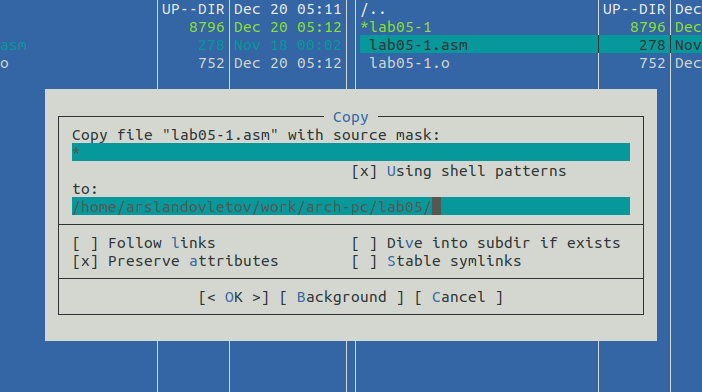 UP--DIR Dec 20 05:11 /.. UP--DIR Dec
8796 Dec 20 05:12 *lab05-1 8796 Dec
asm 278 Nov 18 00:02 lab05-1.asm 278 Nov
o 752 Dec 20 05:12 lab05-1.o 752 Dec
Copy
Copy file "lab05-1.asm" with source mask:
*
[x] Using shell patterns
to:
/home/arslandovletov/work/arch-pc/lab05/
[ ] Follow links [ ] Dive into subdir if exists
[x] Preserve attributes [ ] Stable symlinks
[< OK >] [ Background ] [ Cancel ]